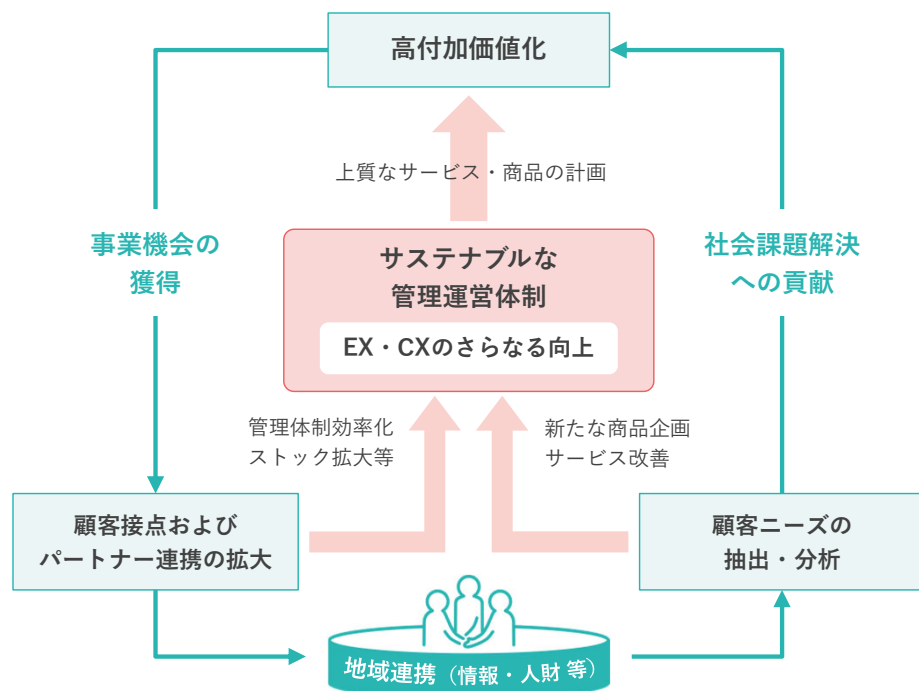 高付加価値化
上質なサービス・商品の計画
事業機会の
獲得
社会課題解決
への貢献
サステナブルな
管理運営体制
EX・CXのさらなる向上
管理体制効率化
ストック拡大等
新たな商品企画
サービス改善
顧客接点および
パートナー連携の拡大
顧客ニーズの
抽出・分析
地域連携（情報・人財 等）